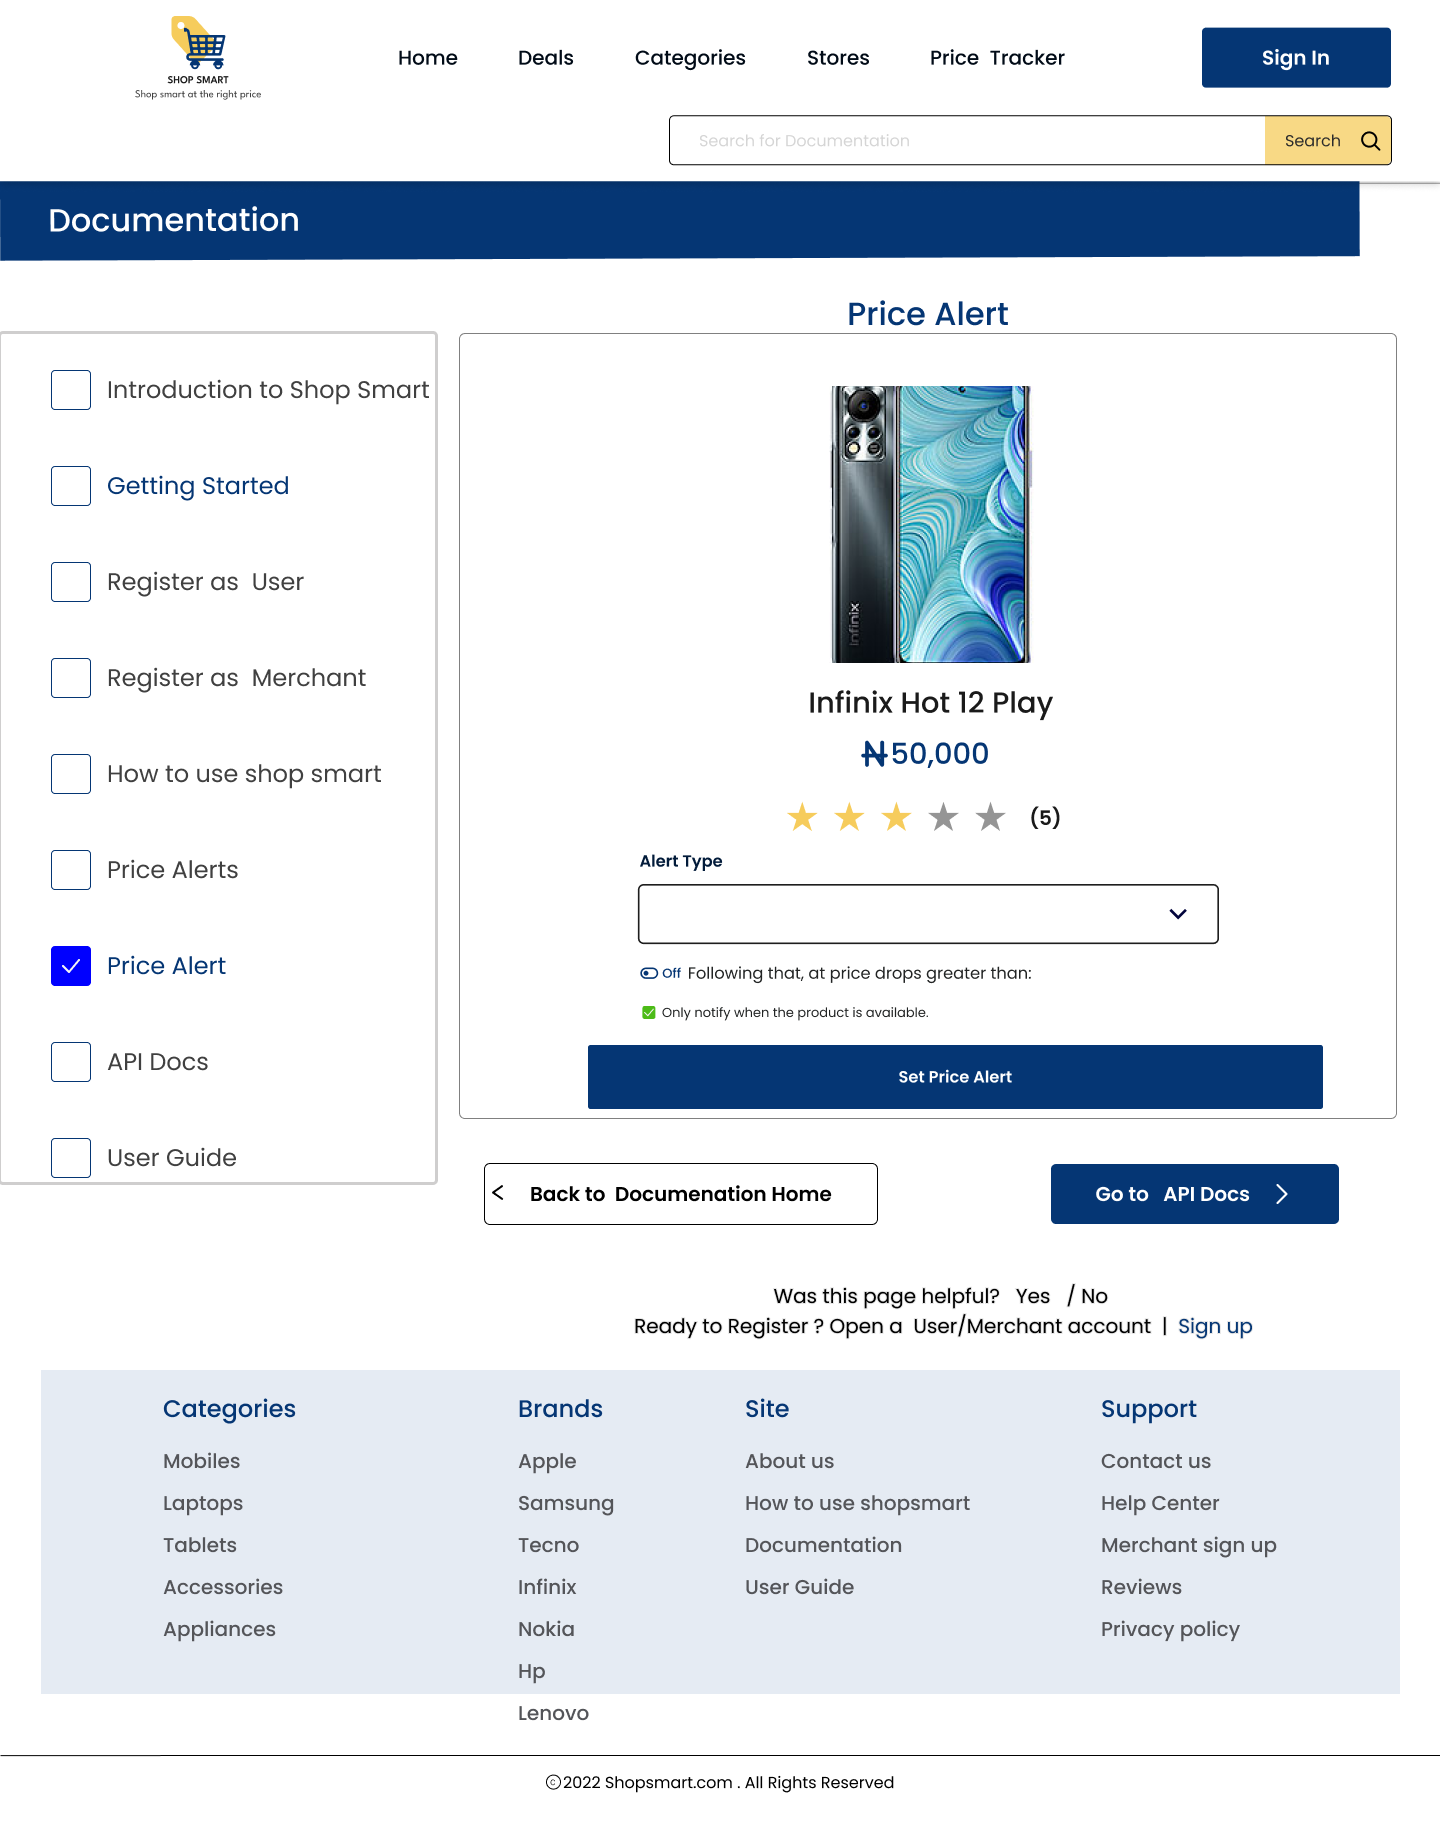 SHOP SMART
Shop smart at the right price
Home Deals Categories Stores Price Tracker
Sign In
Search for Documentation
Search
Documentation
Price Alert
Introduction to Shop Smart
Getting Started
Register as User
Register as Merchant
How to use shop smart
Price Alerts
Price Alert
API Docs
User Guide
Infinix
Infinix Hot 12 Play
₦50,000
(5)
Alert Type
Off Following that, at price drops greater than:
Only notify when the product is available.
Set Price Alert
< Back to Documenation Home
Go to API Docs >
Was this page helpful? Yes / No
Ready to Register ? Open a User/Merchant account | Sign up
Categories
Mobiles
Laptops
Tablets
Accessories
Appliances
Brands
Apple
Samsung
Tecno
Infinix
Nokia
Hp
Lenovo
Site
About us
How to use shopsmart
Documentation
User Guide
Support
Contact us
Help Center
Merchant sign up
Reviews
Privacy policy
©2022 Shopsmart.com . All Rights Reserved